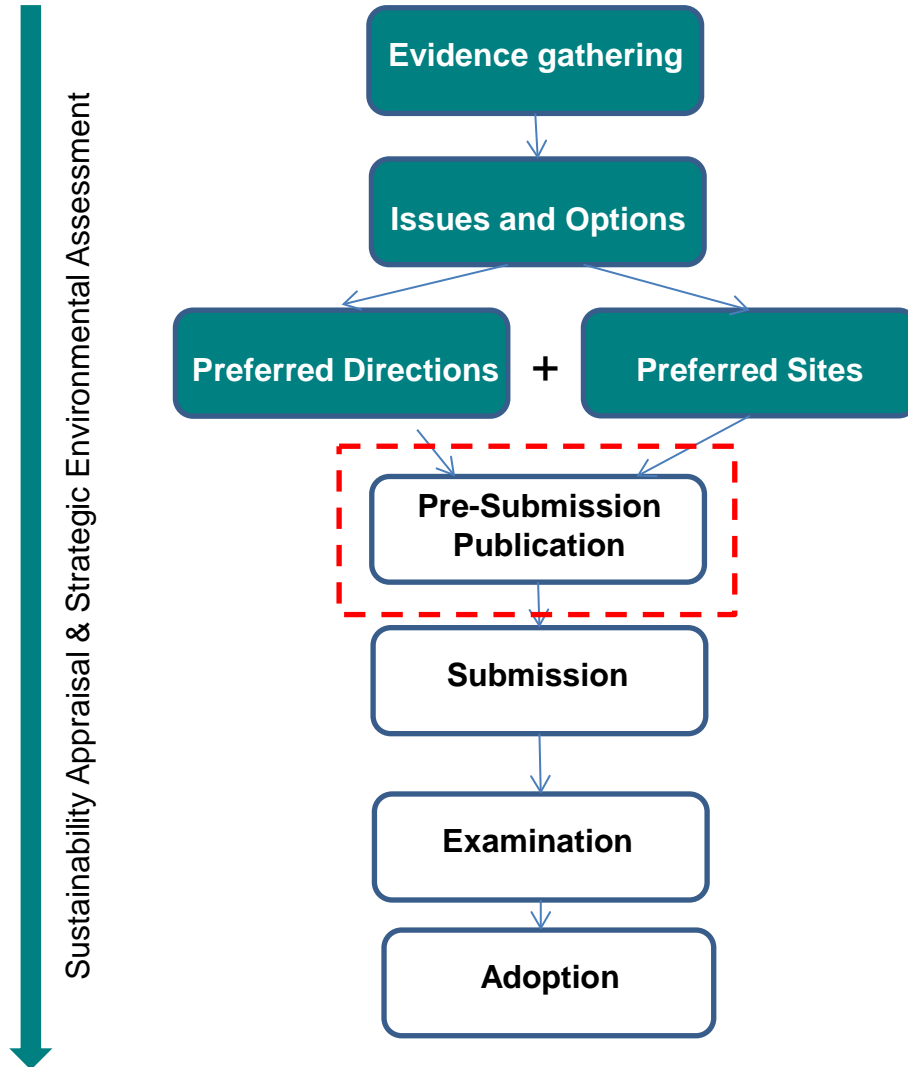 Sustainability Appraisal & Strategic Environmental Assessment
Evidence gathering
Issues and Options
Preferred Directions + Preferred Sites
Pre-Submission
Publication
Submission
Examination
Adoption